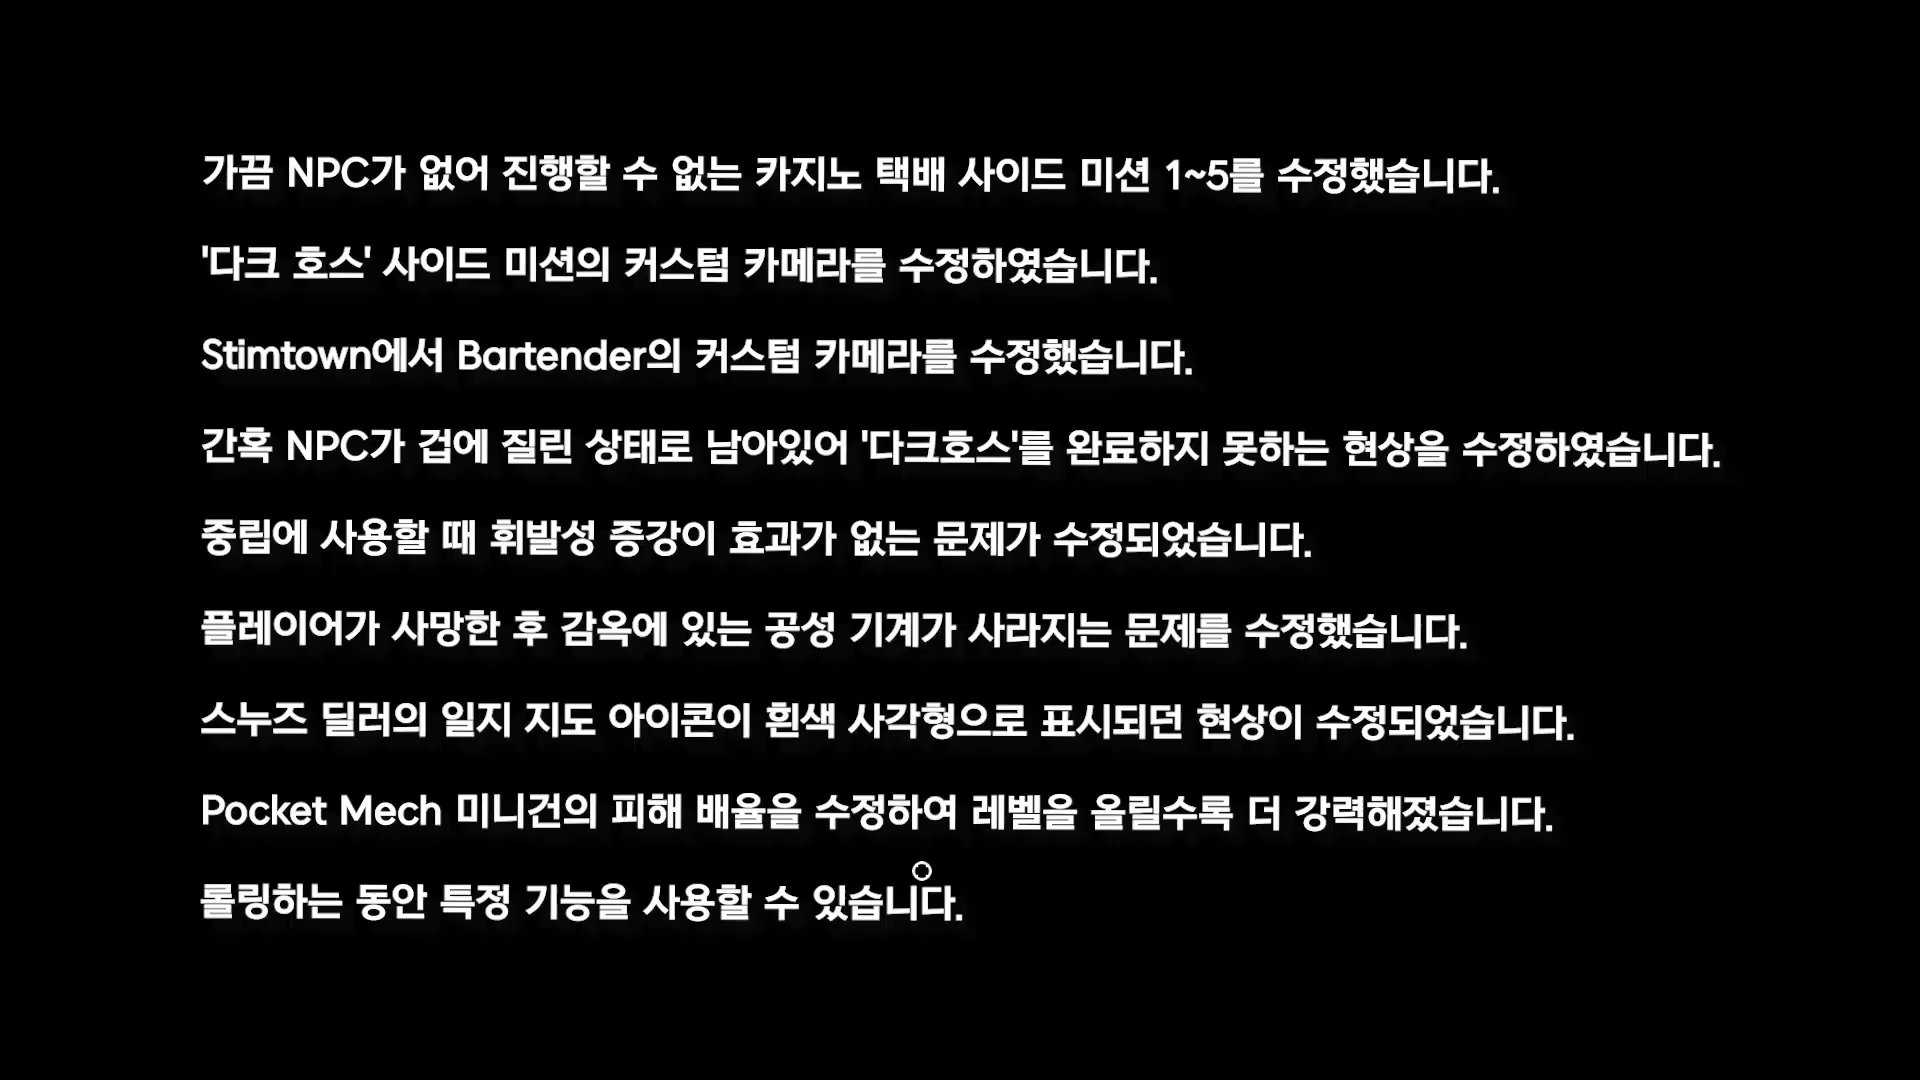 가끔 NPC가 없어 진행할 수 없는 카지노 택배 사이드 미션 1~5를 수정했습니다.
'다크 호스' 사이드 미션의 커스텀 카메라를 수정하였습니다.
Stimtown에서 Bartender의 커스텀 카메라를 수정했습니다.
간혹 NPC가 겁에 질린 상태로 남아있어 '다크호스'를 완료하지 못하는 현상을 수정하였습니다.
중립에 사용할 때 휘발성 증강이 효과가 없는 문제가 수정되었습니다.
플레이어가 사망한 후 감옥에 있는 공성 기계가 사라지는 문제를 수정했습니다.
스누즈 딜러의 일지 지도 아이콘이 흰색 사각형으로 표시되던 현상이 수정되었습니다.
Pocket Mech 미니건의 피해 배율을 수정하여 레벨을 올릴수록 더 강력해졌습니다.
롤링하는 동안 특정 기능을 사용할 수 있습니다.